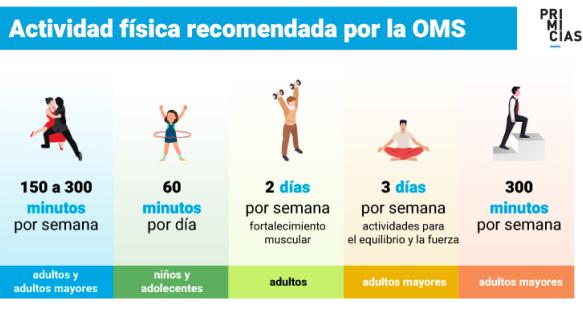 Actividad física recomendada por la OMS
PRI
MI
CIAS
150 a 300
minutos
por semana
adultos y
adultos mayores
60
minutos
por día
niños y
adolecentes
2 días
por semana
fortalecimiento
muscular
adultos
3 días
por semana
actividades para
el equilibrio y la fuerza
adultos mayores
300
minutos
por semana
adultos mayores